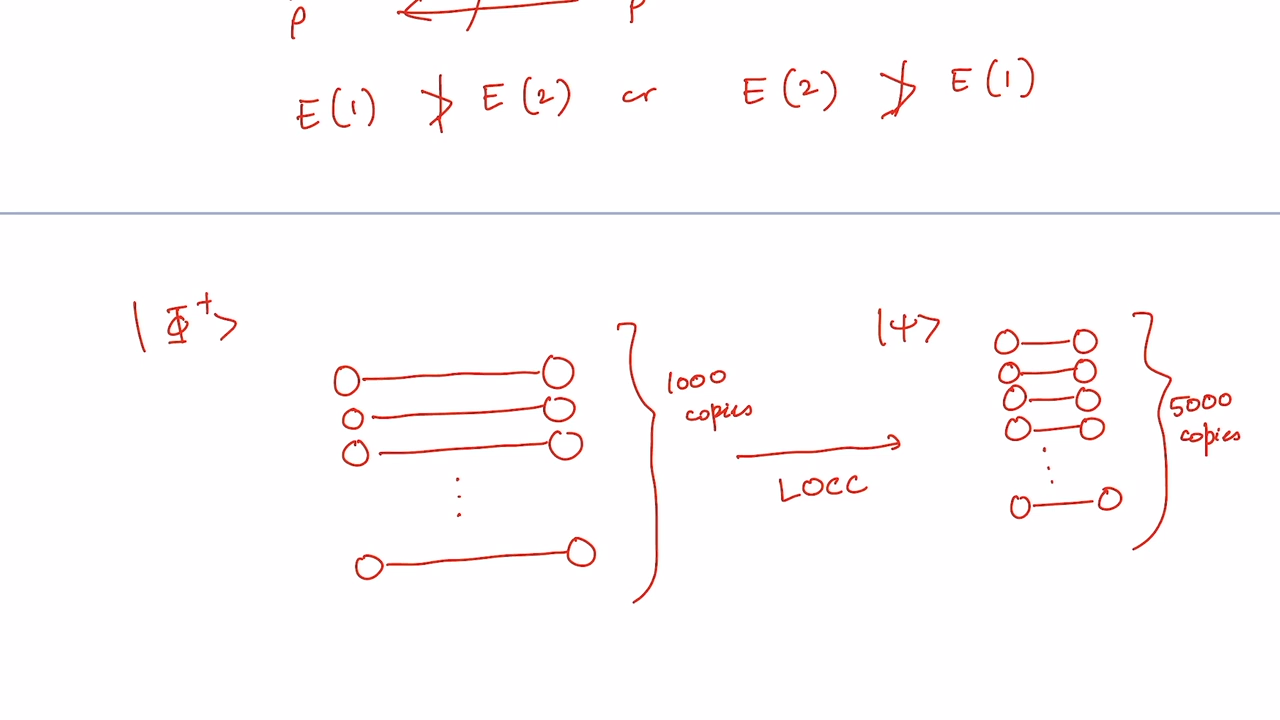 ρ ρ
E(1) ≯ E(2) or E(2) ≯ E(1)
|Φ⁺⟩
1000
copies
LOCC
|ψ⟩
5000
copies